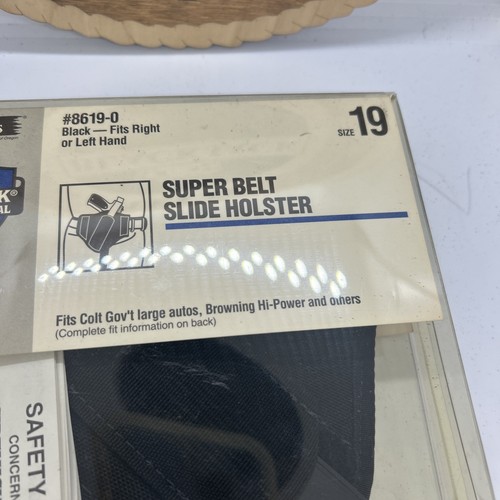 #8619-0
Black — Fits Right
or Left Hand
SIZE 19
SUPER BELT
SLIDE HOLSTER
Fits Colt Gov't large autos, Browning Hi-Power and others
(Complete fit information on back)
SAFETY